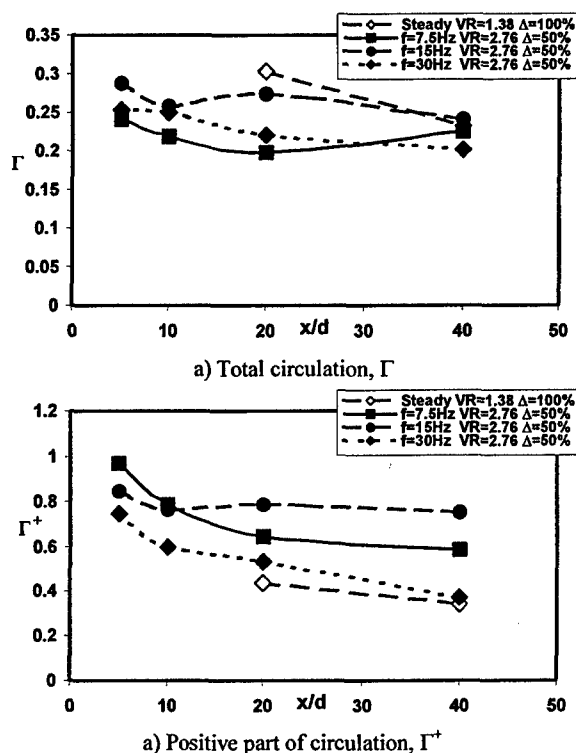 Steady VR=1.38 Δ=100%
f=7.5Hz VR=2.76 Δ=50%
f=15Hz VR=2.76 Δ=50%
f=30Hz VR=2.76 Δ=50%
0.35
0.3
0.25
0.2
0.15
0.1
0.05
0
Γ
0 10 20 30 40 50
x/d
a) Total circulation, Γ
Steady VR=1.38 Δ=100%
f=7.5Hz VR=2.76 Δ=50%
f=15Hz VR=2.76 Δ=50%
f=30Hz VR=2.76 Δ=50%
1.2
1
0.8
0.6
0.4
0.2
0
Γ⁺
0 10 20 30 40 50
x/d
a) Positive part of circulation, Γ⁺